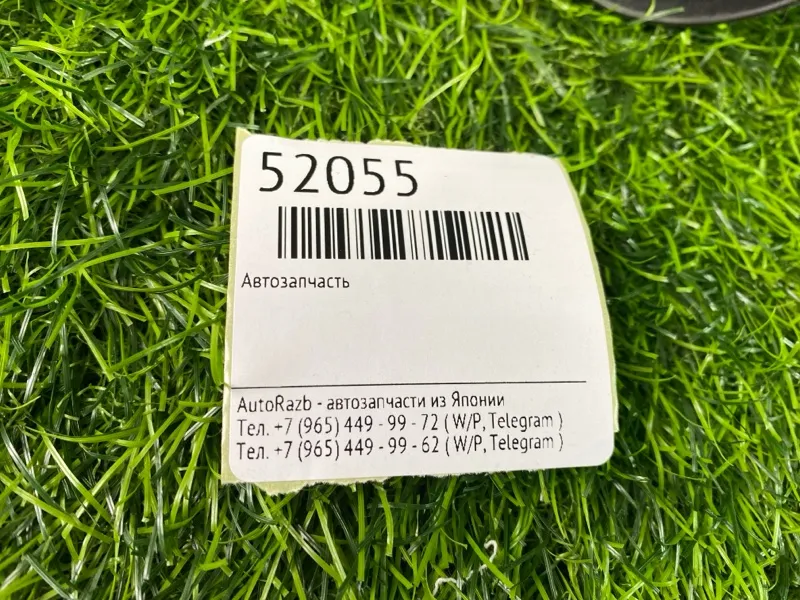 52055
Автозапчасть
AutoRazb - автозапчасти из Японии
Тел. +7 (965) 449 - 99 - 72 ( W/P, Telegram )
Тел. +7 (965) 449 - 99 - 62 ( W/P, Telegram )